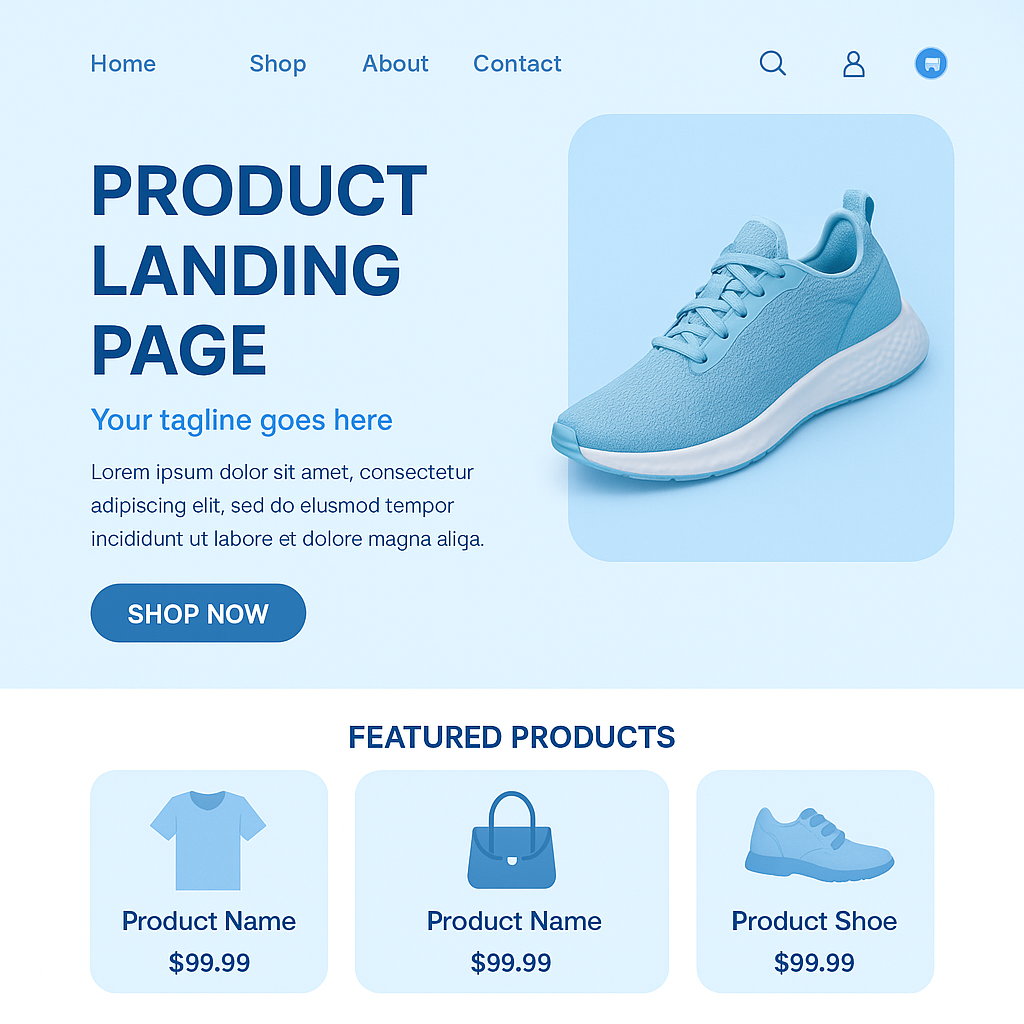 Home Shop About Contact
PRODUCT
LANDING
PAGE
Your tagline goes here
Lorem ipsum dolor sit amet, consectetur
adipiscing elit, sed do elusmod tempor
incididunt ut labore et dolore magna aliqa.
SHOP NOW
FEATURED PRODUCTS
Product Name Product Name Product Shoe
$99.99 $99.99 $99.99